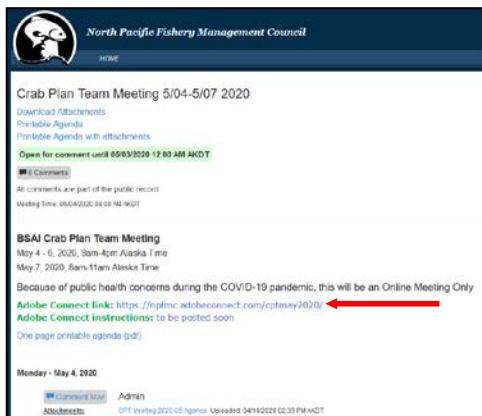 North Pacific Fishery Management Council
HOME
Crab Plan Team Meeting 5/04-5/07 2020
Download Attachments
Printable Agenda
Printable Agenda with attachments
Open for comment until 05/03/2020 12:00 AM AKDT
0 Comments
All comments are part of the public record
Meeting Time: 05/04/2020 08:00 AM AKDT
BSAI Crab Plan Team Meeting
May 4 - 6, 2020, 8am-4pm Alaska Time
May 7, 2020, 8am-11am Alaska Time
Because of public health concerns during the COVID-19 pandemic, this will be an Online Meeting Only
Adobe Connect link: https://npfmc.adobeconnect.com/cptmay2020/
Adobe Connect instructions: to be posted soon
One page printable agenda (pdf)
Monday - May 4, 2020
Comment Now Admin
Attachments: CPT Meeting 2020-05 Agenda Uploaded: 04/16/2020 02:33 PM AKDT